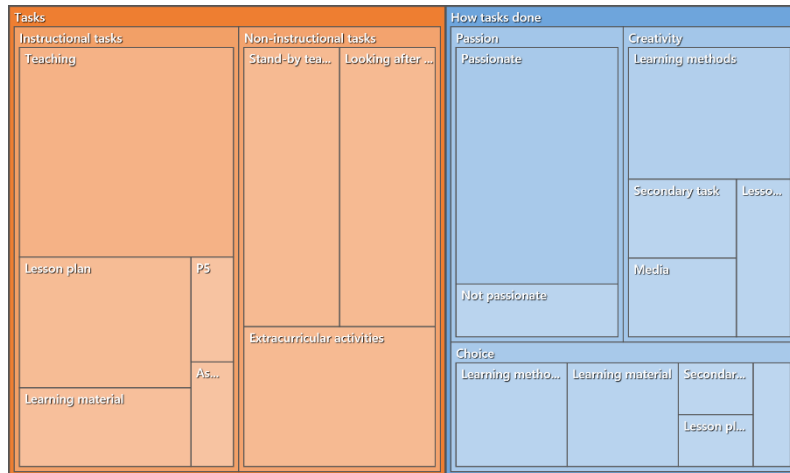 Tasks
Instructional tasks
Teaching
Lesson plan
P5
Learning material
As...
Non-instructional tasks
Stand-by tea...
Looking after ...
Extracurricular activities
How tasks done
Passion
Passionate
Not passionate
Creativity
Learning methods
Secondary task
Lesso...
Media
Choice
Learning metho...
Learning material
Secondar...
Lesson pl...